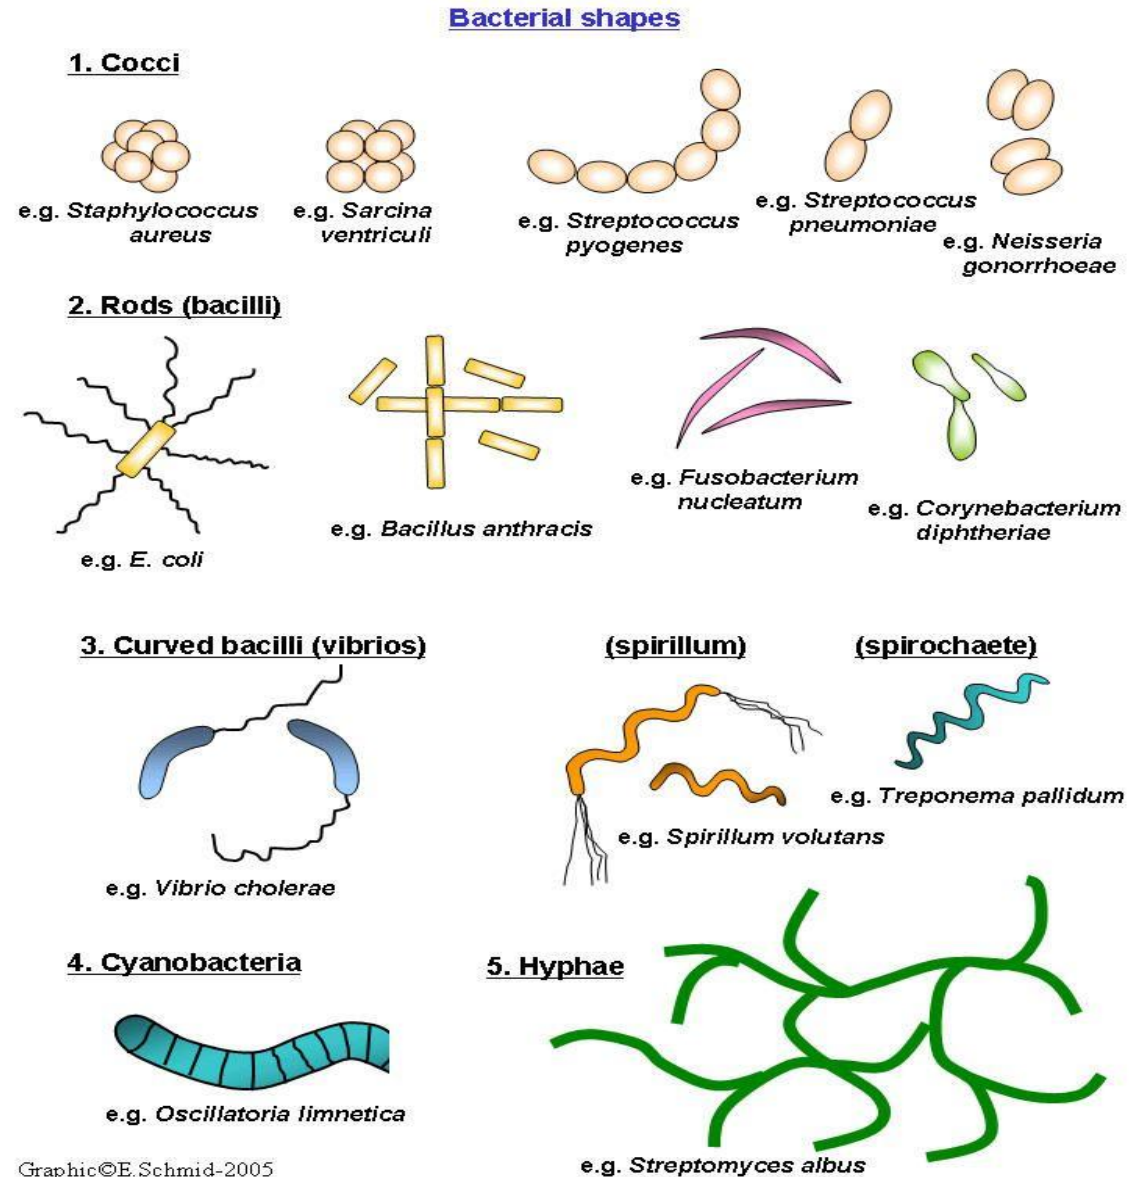 Bacterial shapes
1. Cocci
e.g. Staphylococcus
aureus
e.g. Sarcina
ventriculi
e.g. Streptococcus
pyogenes
e.g. Streptococcus
pneumoniae
e.g. Neisseria
gonorrhoeae
2. Rods (bacilli)
e.g. E. coli
e.g. Bacillus anthracis
e.g. Fusobacterium
nucleatum
e.g. Corynebacterium
diphtheriae
3. Curved bacilli (vibrios)
(spirillum)
(spirochaete)
e.g. Vibrio cholerae
e.g. Spirillum volutans
e.g. Treponema pallidum
4. Cyanobacteria
5. Hyphae
e.g. Oscillatoria limnetica
e.g. Streptomyces albus
Graphic©E.Schmid-2005